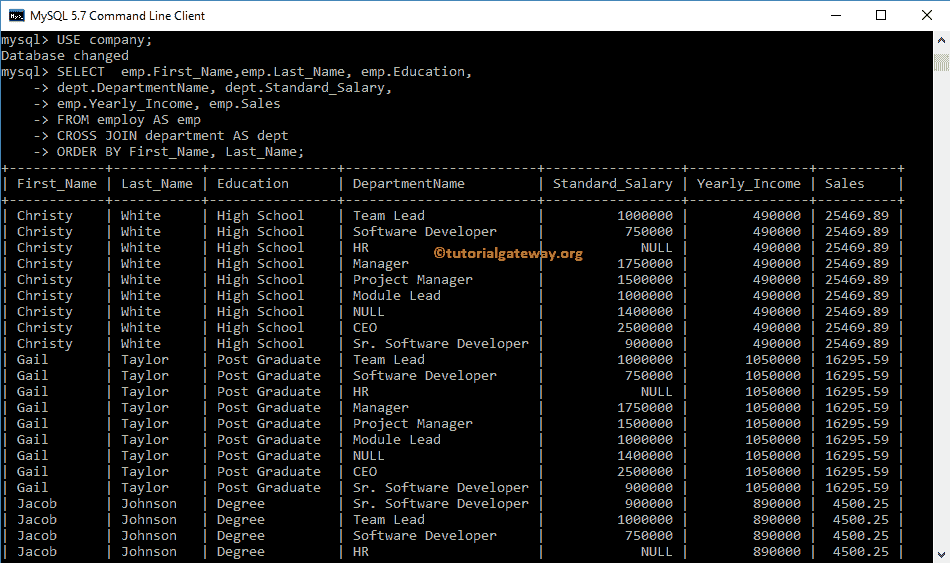 MySQL 5.7 Command Line Client
mysql> USE company;
Database changed
mysql> SELECT  emp.First_Name,emp.Last_Name, emp.Education,
    -> dept.DepartmentName, dept.Standard_Salary,
    -> emp.Yearly_Income, emp.Sales
    -> FROM employ AS emp
    -> CROSS JOIN department AS dept
    -> ORDER BY First_Name, Last_Name;
+------------+-----------+---------------+------------------------+-----------------+---------------+----------+
| First_Name | Last_Name | Education     | DepartmentName         | Standard_Salary | Yearly_Income | Sales    |
+------------+-----------+---------------+------------------------+-----------------+---------------+----------+
| Christy    | White     | High School   | Team Lead              |         1000000 |        490000 | 25469.89 |
| Christy    | White     | High School   | Software Developer     |          750000 |        490000 | 25469.89 |
| Christy    | White     | High School   | HR                     |            NULL |        490000 | 25469.89 |
©tutorialgateway.org
| Christy    | White     | High School   | Manager                |         1750000 |        490000 | 25469.89 |
| Christy    | White     | High School   | Project Manager        |         1500000 |        490000 | 25469.89 |
| Christy    | White     | High School   | Module Lead            |         1000000 |        490000 | 25469.89 |
| Christy    | White     | High School   | NULL                   |         1400000 |        490000 | 25469.89 |
| Christy    | White     | High School   | CEO                    |         2500000 |        490000 | 25469.89 |
| Christy    | White     | High School   | Sr. Software Developer |          900000 |        490000 | 25469.89 |
| Gail       | Taylor    | Post Graduate | Team Lead              |         1000000 |       1050000 | 16295.59 |
| Gail       | Taylor    | Post Graduate | Software Developer     |          750000 |       1050000 | 16295.59 |
| Gail       | Taylor    | Post Graduate | HR                     |            NULL |       1050000 | 16295.59 |
| Gail       | Taylor    | Post Graduate | Manager                |         1750000 |       1050000 | 16295.59 |
| Gail       | Taylor    | Post Graduate | Project Manager        |         1500000 |       1050000 | 16295.59 |
| Gail       | Taylor    | Post Graduate | Module Lead            |         1000000 |       1050000 | 16295.59 |
| Gail       | Taylor    | Post Graduate | NULL                   |         1400000 |       1050000 | 16295.59 |
| Gail       | Taylor    | Post Graduate | CEO                    |         2500000 |       1050000 | 16295.59 |
| Gail       | Taylor    | Post Graduate | Sr. Software Developer |          900000 |       1050000 | 16295.59 |
| Jacob      | Johnson   | Degree        | Sr. Software Developer |          900000 |        890000 |  4500.25 |
| Jacob      | Johnson   | Degree        | Team Lead              |         1000000 |        890000 |  4500.25 |
| Jacob      | Johnson   | Degree        | Software Developer     |          750000 |        890000 |  4500.25 |
| Jacob      | Johnson   | Degree        | HR                     |            NULL |        890000 |  4500.25 |